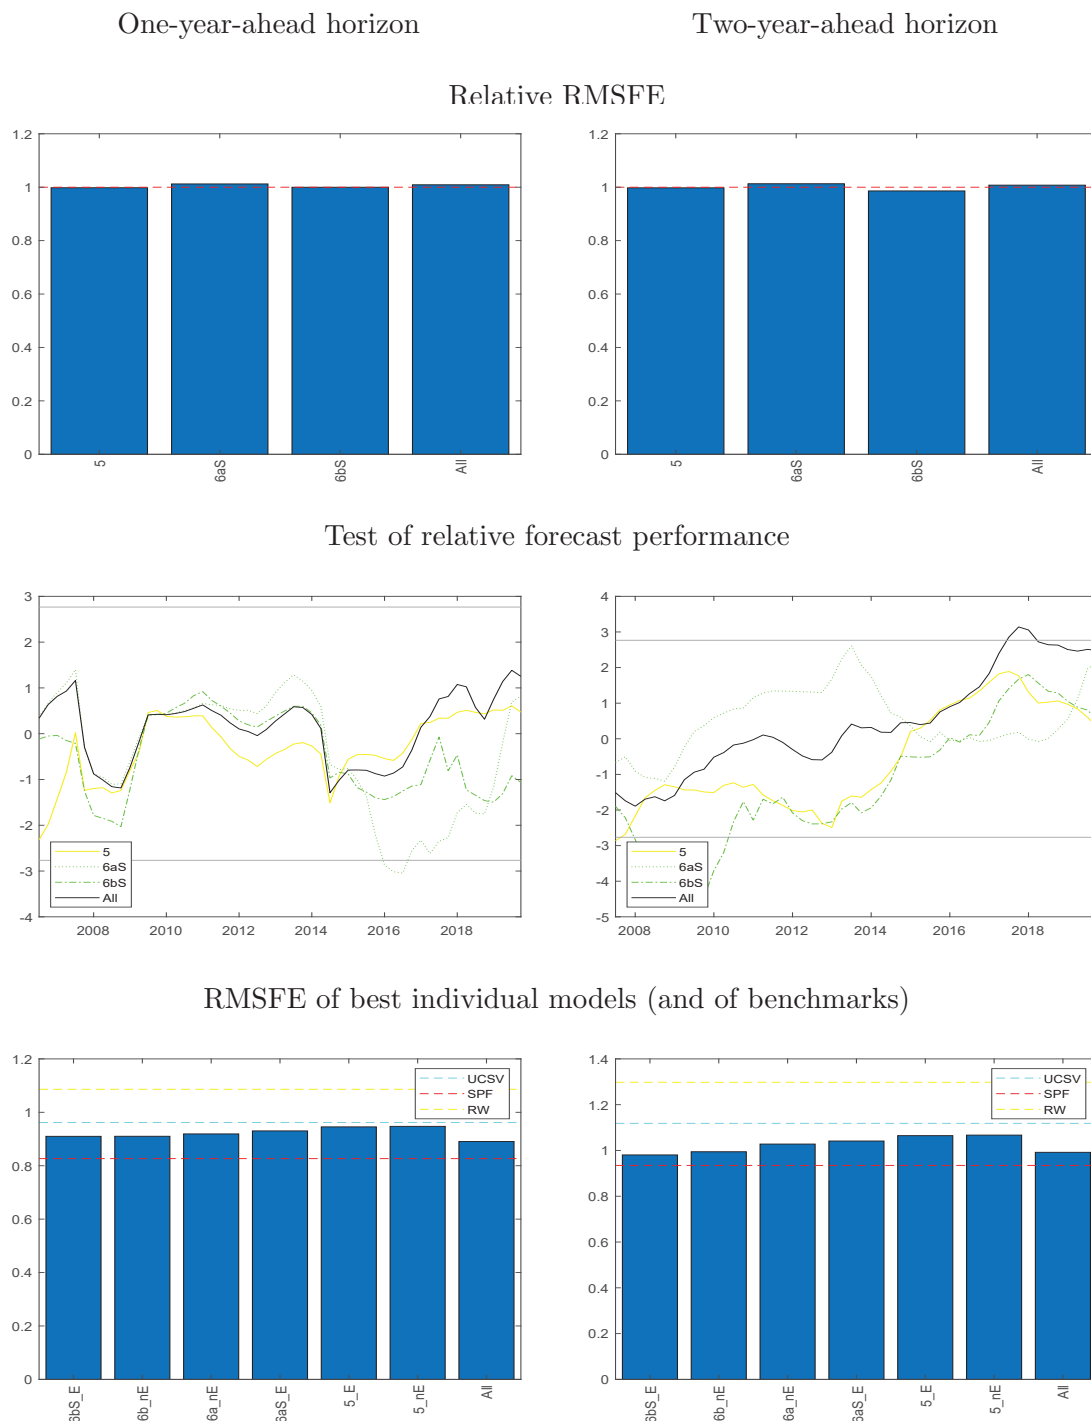 One-year-ahead horizon
Two-year-ahead horizon
Relative RMSFE
1.2
1
0.8
0.6
0.4
0.2
0
5
6aS
6bS
All
1.2
1
0.8
0.6
0.4
0.2
0
5
6aS
6bS
All
Test of relative forecast performance
3
2
1
0
-1
-2
-3
-4
5
6aS
6bS
All
2008
2010
2012
2014
2016
2018
4
3
2
1
0
-1
-2
-3
-4
-5
5
6aS
6bS
All
2008
2010
2012
2014
2016
2018
RMSFE of best individual models (and of benchmarks)
1.2
1
0.8
0.6
0.4
0.2
0
UCSV
SPF
RW
6bS_E
6b_nE
6a_nE
6aS_E
5_E
5_nE
All
1.4
1.2
1
0.8
0.6
0.4
0.2
0
UCSV
SPF
RW
6bS_E
6b_nE
6a_nE
6aS_E
5_E
5_nE
All